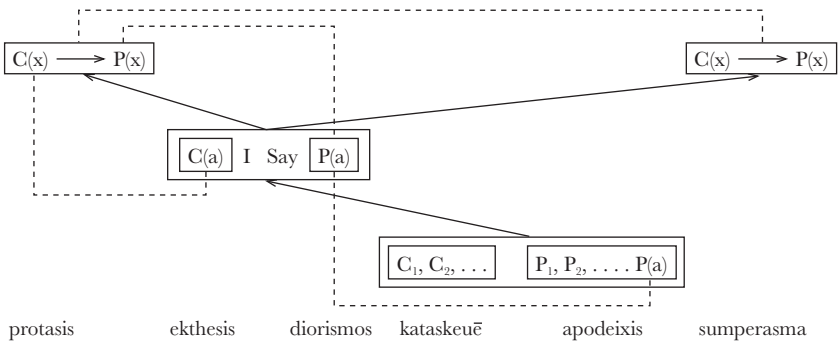 C(x) ⟶ P(x) C(x) ⟶ P(x)
C(a) I Say P(a)
C₁, C₂, . . . P₁, P₂, . . . . P(a)
protasis ekthesis diorismos kataskeuē apodeixis sumperasma